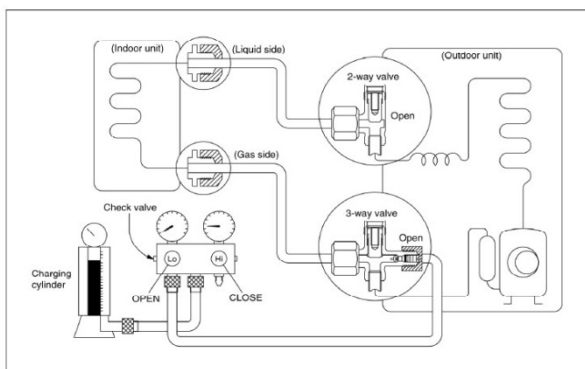 (Indoor unit)
(Liquid side)
2-way valve
(Outdoor unit)
Open
(Gas side)
3-way valve
Open
Check valve
Lo
Hi
Charging
cylinder
OPEN
CLOSE